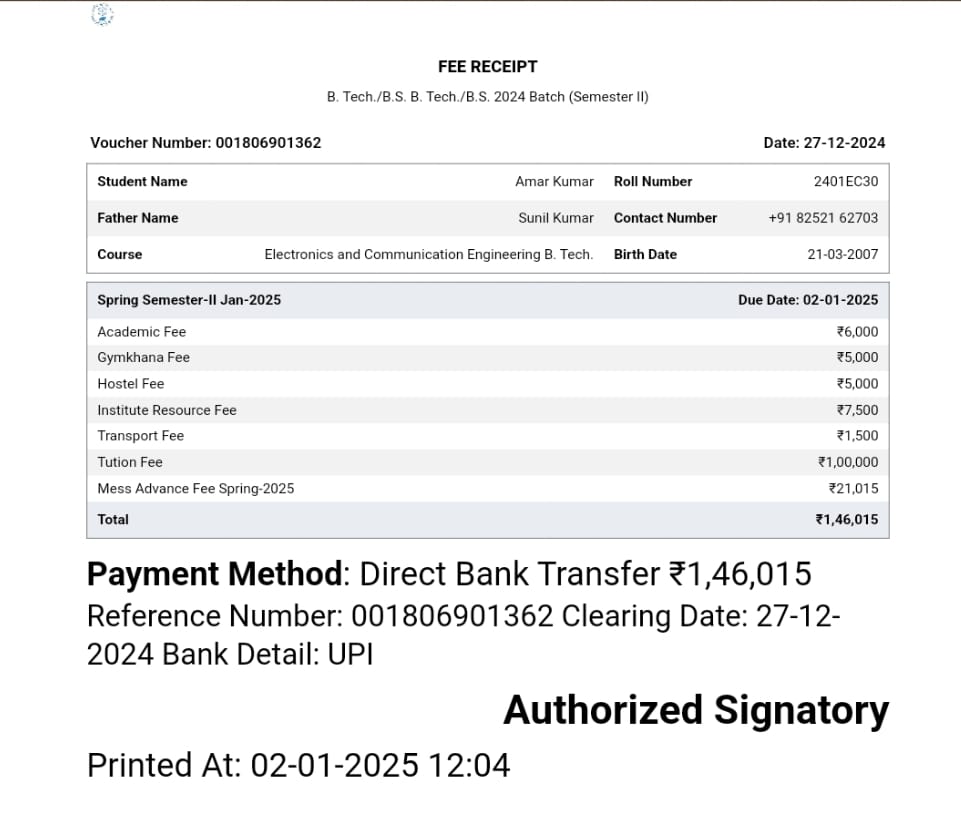 FEE RECEIPT
B. Tech./B.S. B. Tech./B.S. 2024 Batch (Semester II)
Voucher Number: 001806901362 Date: 27-12-2024
Student Name Amar Kumar Roll Number 2401EC30
Father Name Sunil Kumar Contact Number +91 82521 62703
Course Electronics and Communication Engineering B. Tech. Birth Date 21-03-2007
Spring Semester-II Jan-2025 Due Date: 02-01-2025
Academic Fee ₹6,000
Gymkhana Fee ₹5,000
Hostel Fee ₹5,000
Institute Resource Fee ₹7,500
Transport Fee ₹1,500
Tution Fee ₹1,00,000
Mess Advance Fee Spring-2025 ₹21,015
Total ₹1,46,015
Payment Method: Direct Bank Transfer ₹1,46,015
Reference Number: 001806901362 Clearing Date: 27-12-
2024 Bank Detail: UPI
Authorized Signatory
Printed At: 02-01-2025 12:04